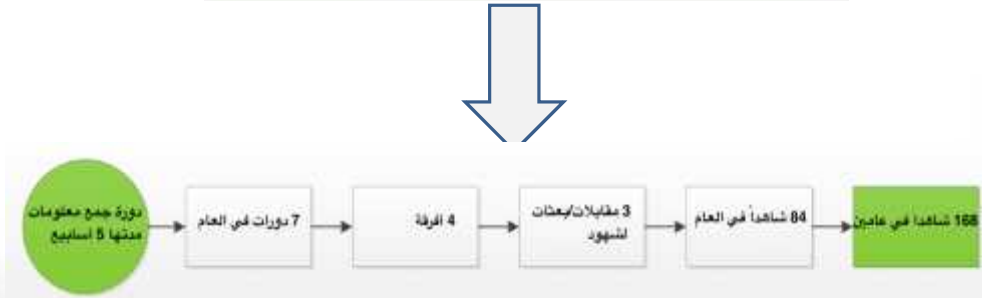 دورة جمع معلومات
مدتها 5 أسابيع
7 دورات في العام
4 أفرقة
3 مقابلات/بعثات
لشهود
84 شاهداً في العام
168 شاهدا في عامين